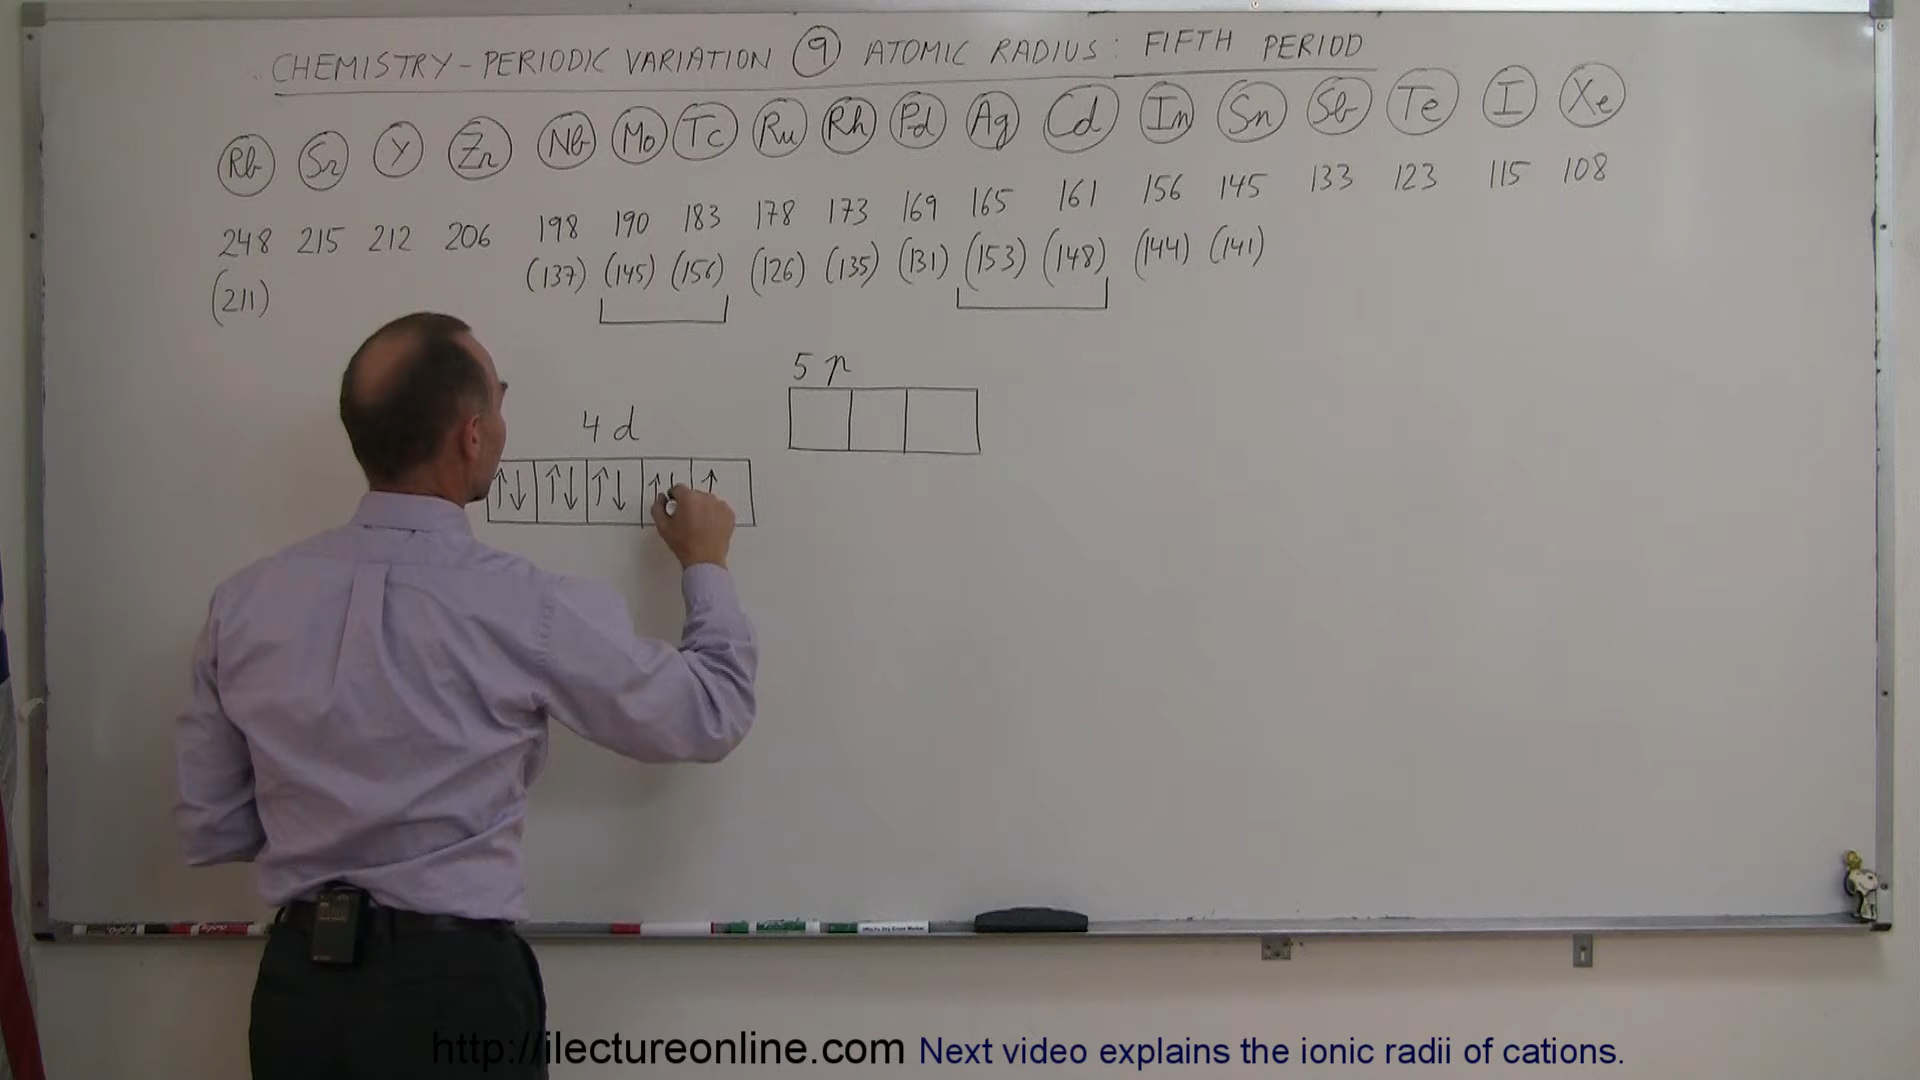 CHEMISTRY - PERIODIC VARIATION 9 ATOMIC RADIUS: FIFTH PERIOD
Rb Sr Y Zr Nb Mo Tc Ru Rh Pd Ag Cd In Sn Sb Te I Xe
248 215 212 206 198 190 183 178 173 169 165 161 156 145 133 123 115 108
(211) (137) (145) (156) (126) (135) (131) (153) (148) (144) (141)
5 p
4 d
↑↓ ↑↓ ↑↓ ↑↓ ↑
http://ilectureonline.com Next video explains the ionic radii of cations.